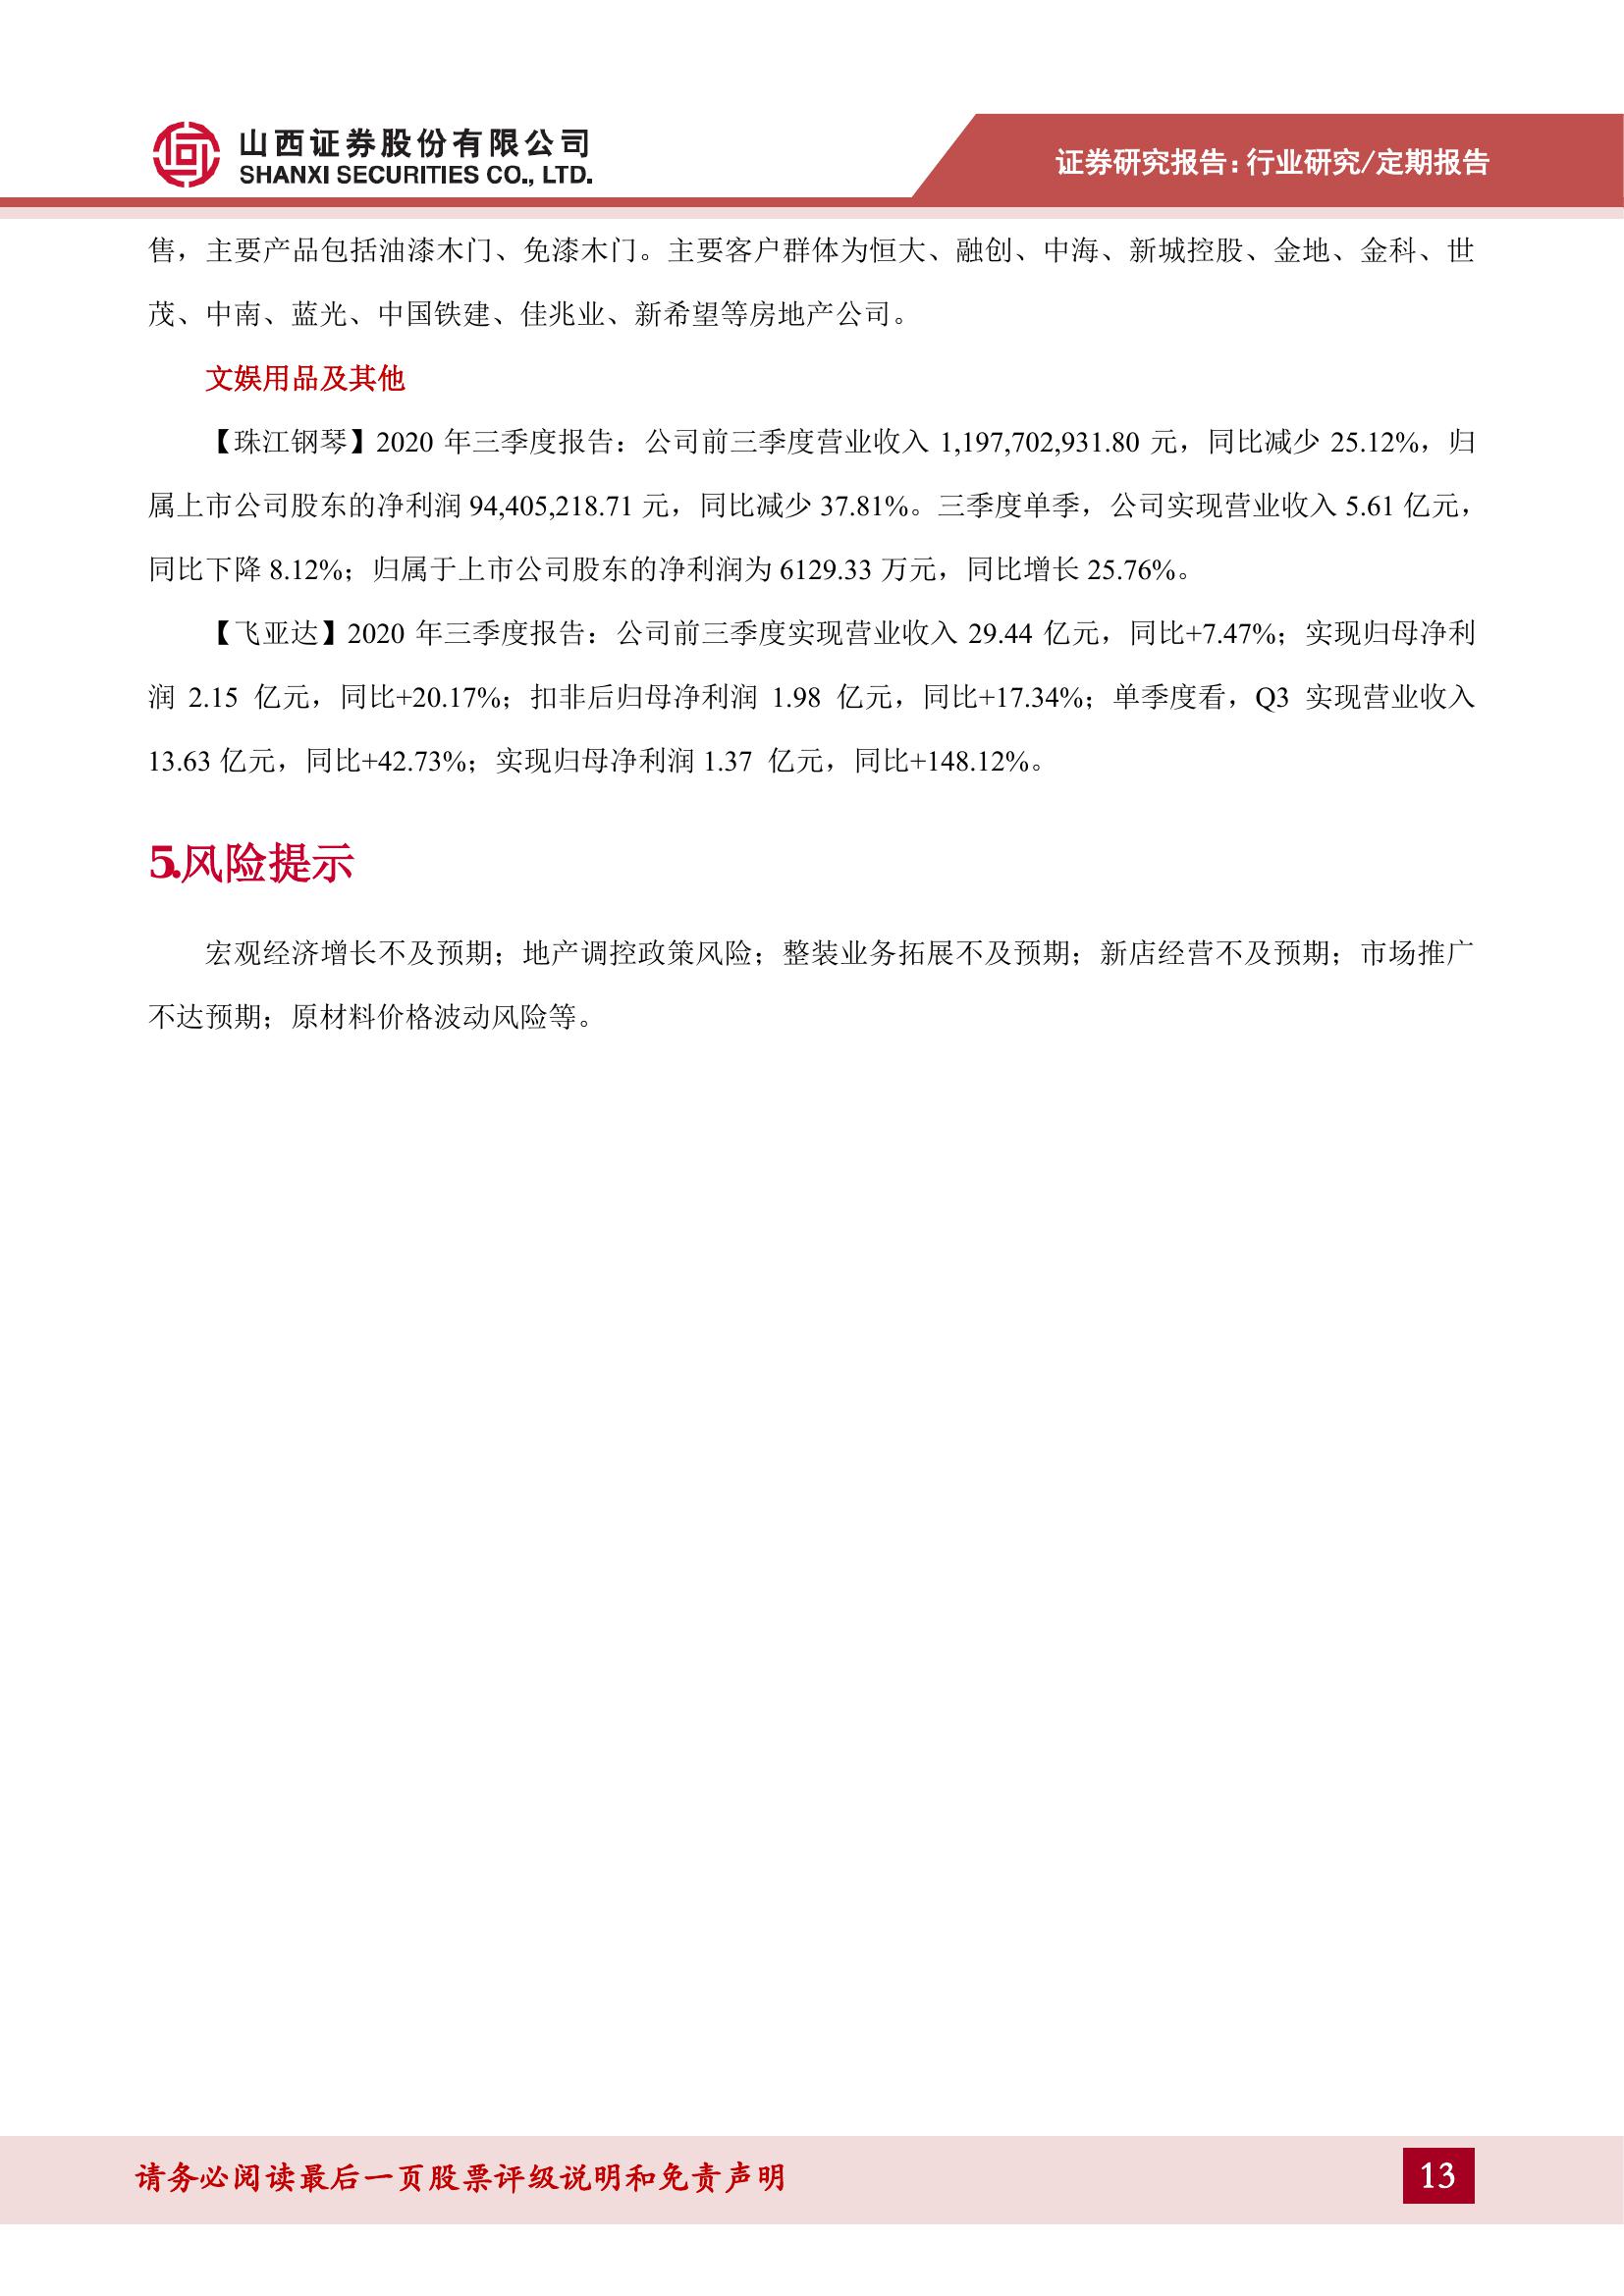 山西证券股份有限公司
SHANXI SECURITIES CO., LTD.
证券研究报告:行业研究/定期报告
售，主要产品包括油漆木门、免漆木门。主要客户群体为恒大、融创、中海、新城控股、金地、金科、世
茂、中南、蓝光、中国铁建、佳兆业、新希望等房地产公司。
文娱用品及其他
【珠江钢琴】2020 年三季度报告：公司前三季度营业收入 1,197,702,931.80 元，同比减少 25.12%，归
属上市公司股东的净利润 94,405,218.71 元，同比减少 37.81%。三季度单季，公司实现营业收入 5.61 亿元，
同比下降 8.12%；归属于上市公司股东的净利润为 6129.33 万元，同比增长 25.76%。
【飞亚达】2020 年三季度报告：公司前三季度实现营业收入 29.44 亿元，同比+7.47%；实现归母净利
润 2.15 亿元，同比+20.17%；扣非后归母净利润 1.98 亿元，同比+17.34%；单季度看，Q3 实现营业收入
13.63 亿元，同比+42.73%；实现归母净利润 1.37 亿元，同比+148.12%。
5.风险提示
宏观经济增长不及预期；地产调控政策风险；整装业务拓展不及预期；新店经营不及预期；市场推广
不达预期；原材料价格波动风险等。
请务必阅读最后一页股票评级说明和免责声明
13